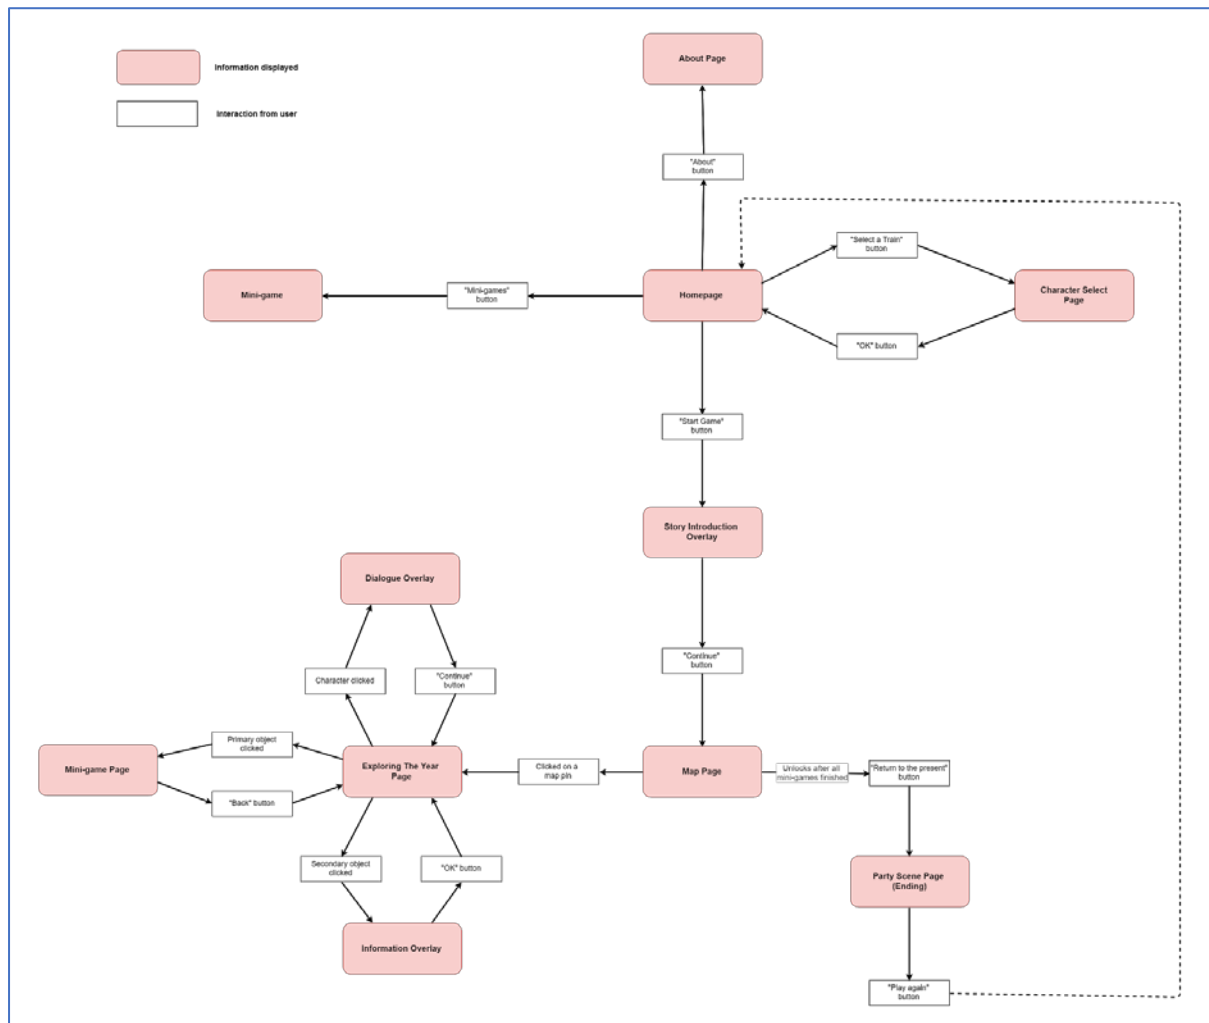 Information displayed
Interaction from user
About Page
"About"
button
"Select a Train"
button
Mini-game
"Mini-games"
button
Homepage
Character Select
Page
"OK" button
"Start Game"
button
Story Introduction
Overlay
Dialogue Overlay
"Continue"
button
Character clicked
"Continue"
button
Primary object
clicked
Mini-game Page
Exploring The Year
Page
Clicked on a
map pin
Map Page
Unlocks after all
mini-games finished
"Return to the present"
button
"Back" button
Secondary object
clicked
"OK" button
Party Scene Page
(Ending)
Information Overlay
"Play again"
button